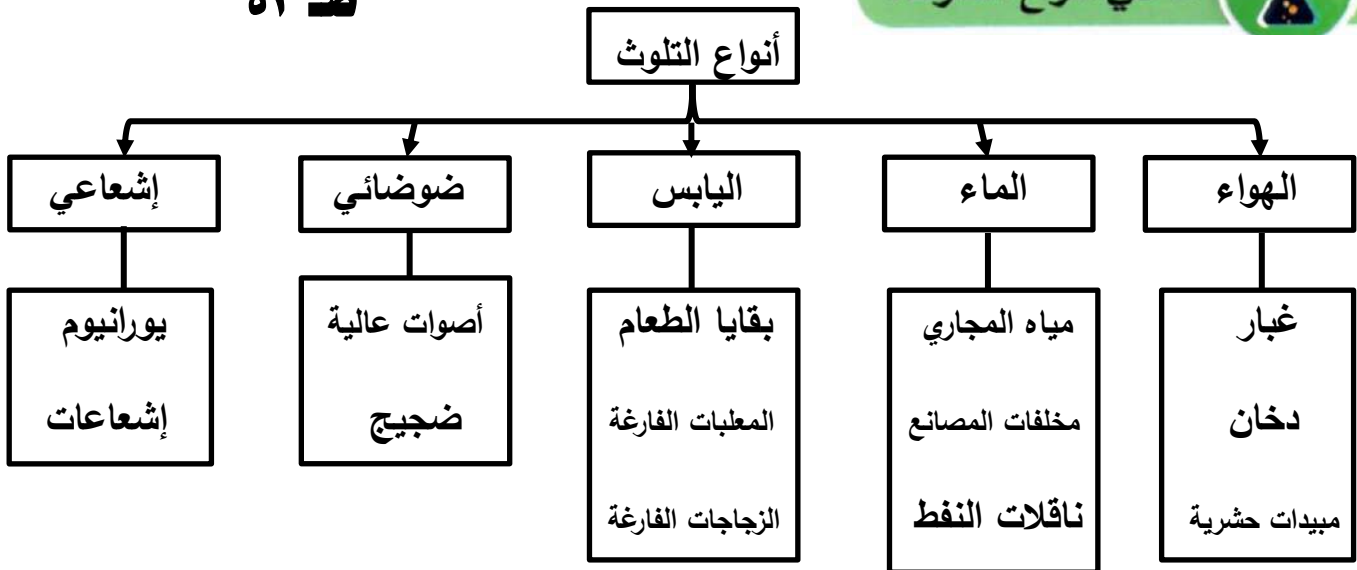 أنواع التلوث
الهواء
الماء
اليابس
ضوضائي
إشعاعي
غبار
دخان
مبيدات حشرية
مياه المجاري
مخلفات المصانع
ناقلات النفط
بقايا الطعام
المعلبات الفارغة
الزجاجات الفارغة
أصوات عالية
ضجيج
يورانيوم
إشعاعات